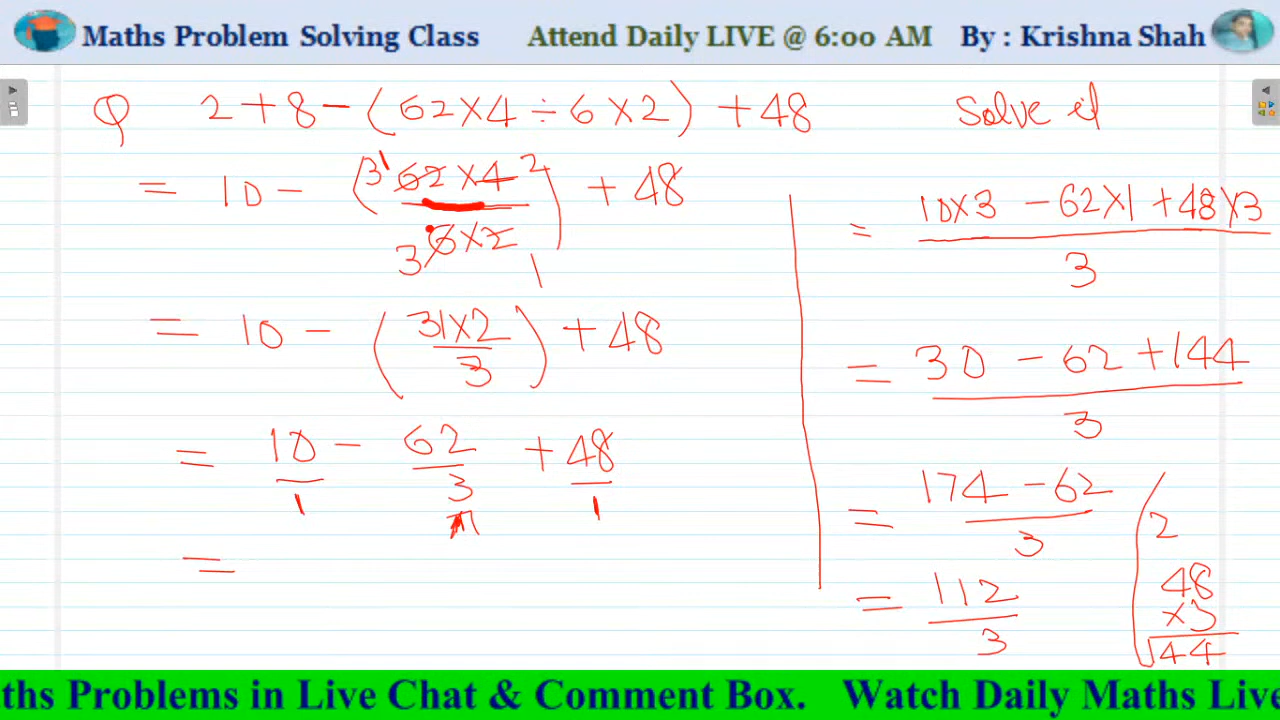 Maths Problem Solving Class Attend Daily LIVE @ 6:00 AM By : Krishna Shah
Q 2 + 8 - (62 × 4 ÷ 6 × 2) + 48 Solve it
= 10 - (31 62 × 4 2 / 3 6 × 2 1) + 48
= 10 - (31 × 2 / 3) + 48
= 10/1 - 62/3 + 48/1
=
= 10 × 3 - 62 × 1 + 48 × 3 / 3
= 30 - 62 + 144 / 3
= 174 - 62 / 3
= 112 / 3
2
48
× 3
144
ths Problems in Live Chat & Comment Box. Watch Daily Maths Live